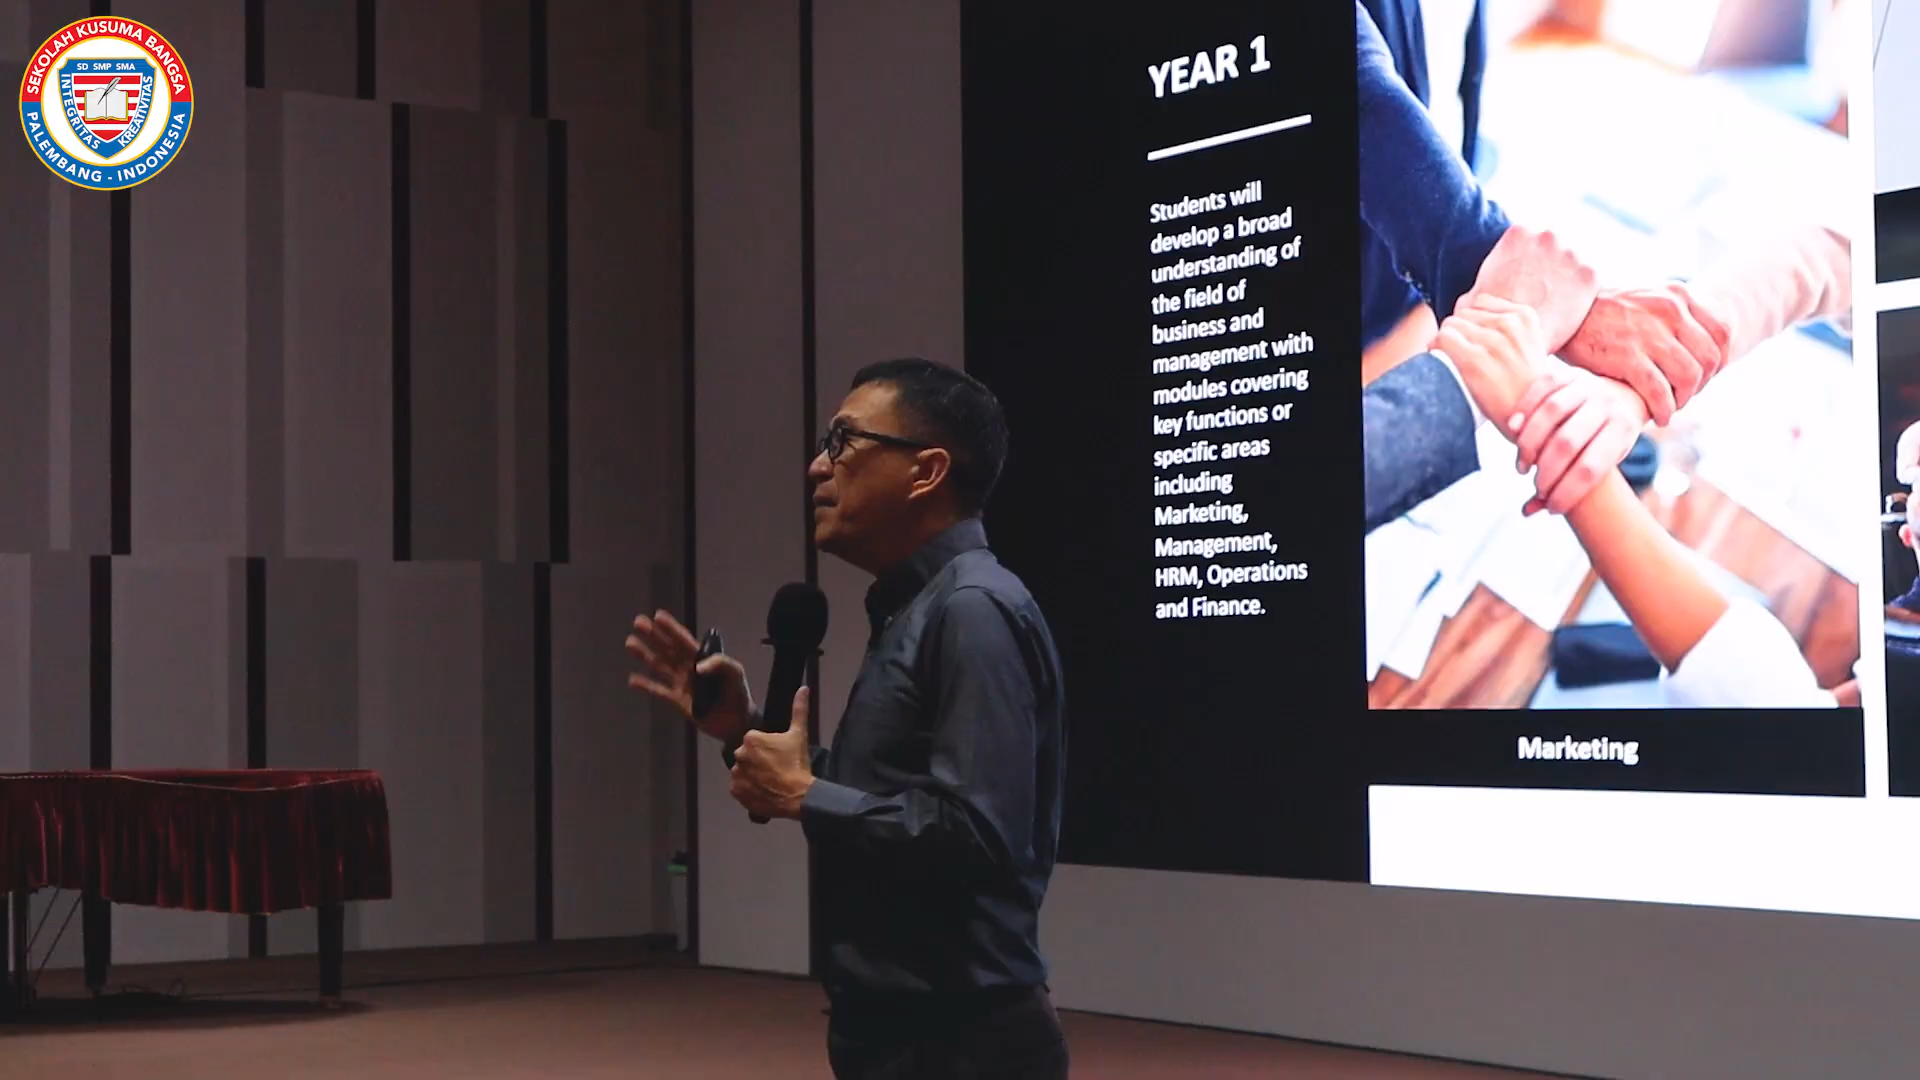 SEKOLAH KUSUMA BANGSA
SD SMP SMA
INTEGRITAS
KREATIVITAS
PALEMBANG - INDONESIA
YEAR 1
Students will
develop a broad
understanding of
the field of
business and
management with
modules covering
key functions or
specific areas
including
Marketing,
Management,
HRM, Operations
and Finance.
Marketing